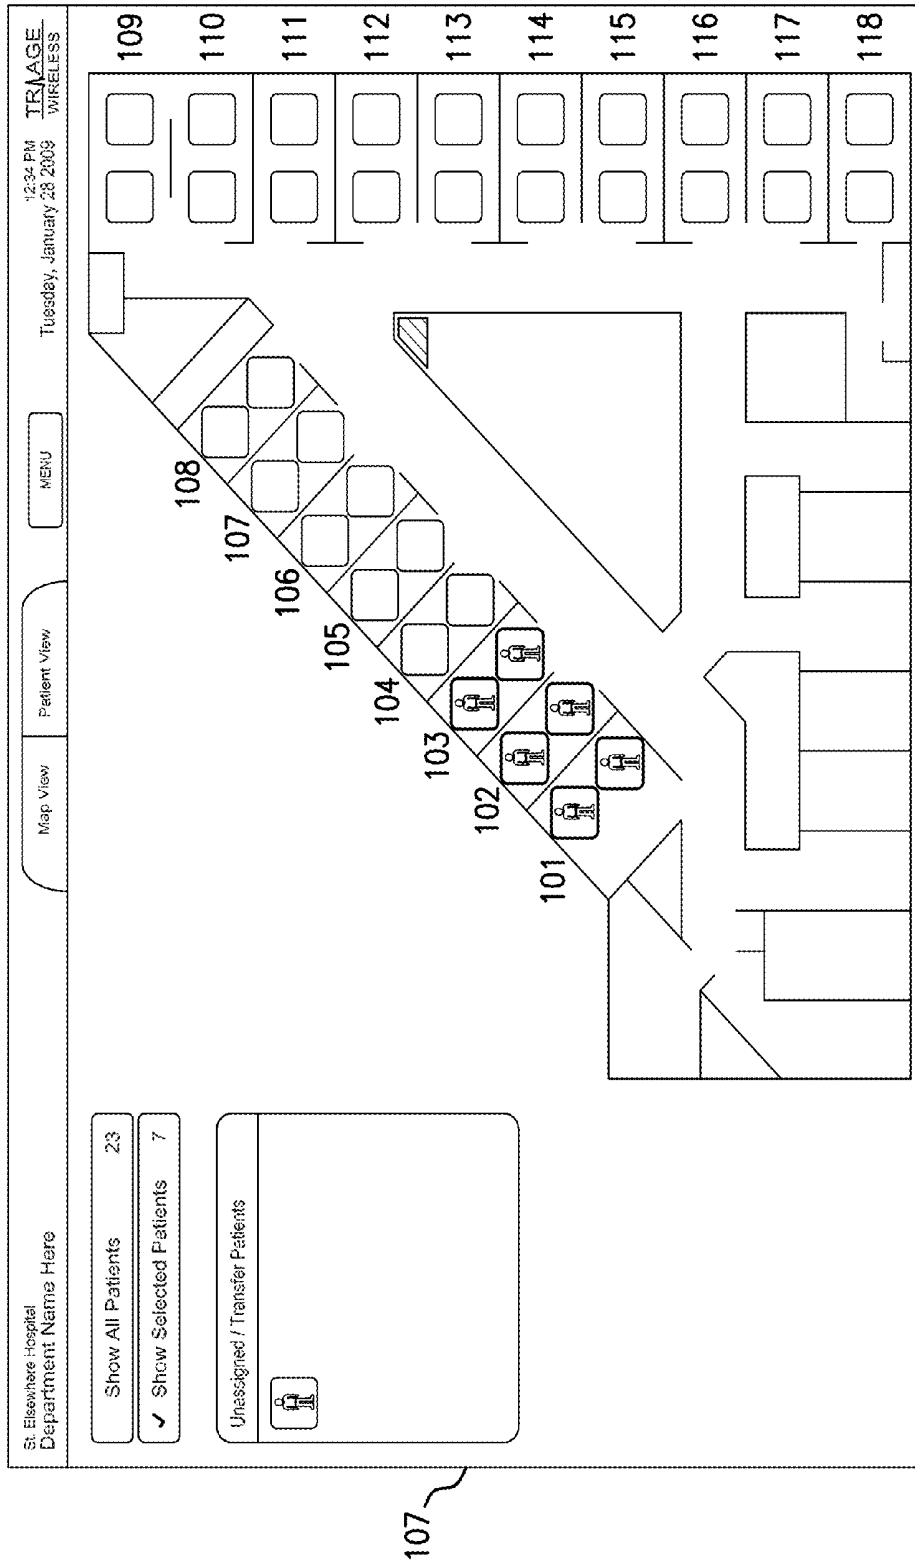 St. Elsewhere Hospital
Department Name Here
Map View
Patient View
MENU
12:34 PM
Tuesday, January 28 2009
TRIAGE
WIRELESS
Show All Patients 23
✓ Show Selected Patients 7
Unassigned / Transfer Patients
101
102
103
104
105
106
107
108
109
110
111
112
113
114
115
116
117
118
107